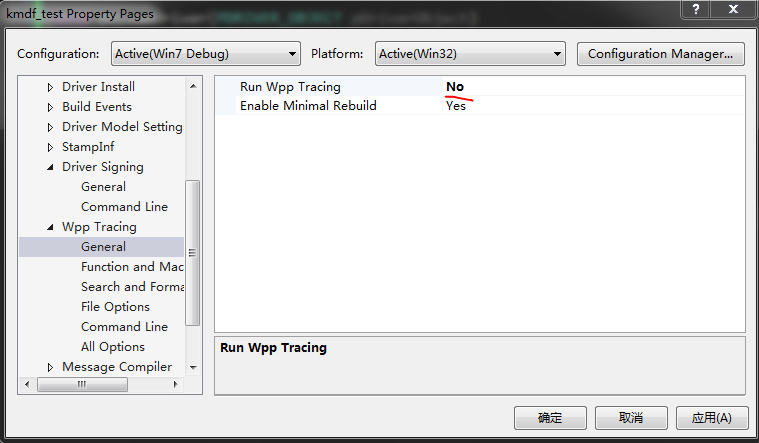 kmdf_test Property Pages
Configuration: Active(Win7 Debug) Platform: Active(Win32) Configuration Manager...
Driver Install
Build Events
Driver Model Setting
StampInf
Driver Signing
General
Command Line
Wpp Tracing
General
Function and Mac
Search and Forma
File Options
Command Line
All Options
Message Compiler
Run Wpp Tracing No
Enable Minimal Rebuild Yes
Run Wpp Tracing
确定 取消 应用(A)